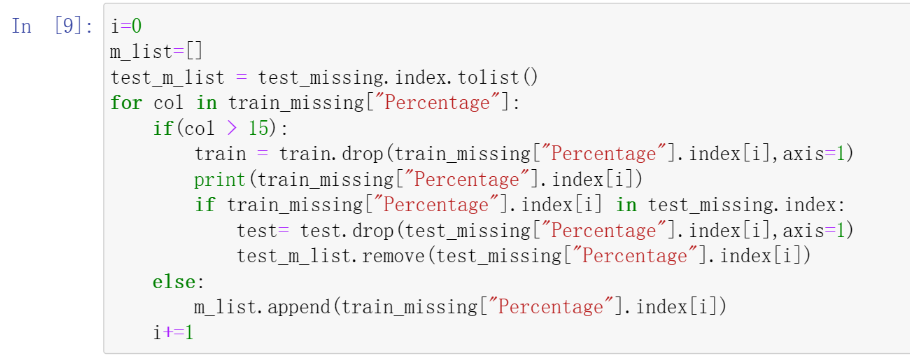 In [9]: i=0
m_list=[]
test_m_list = test_missing.index.tolist()
for col in train_missing["Percentage"]:
    if(col > 15):
        train = train.drop(train_missing["Percentage"].index[i],axis=1)
        print(train_missing["Percentage"].index[i])
        if train_missing["Percentage"].index[i] in test_missing.index:
            test= test.drop(test_missing["Percentage"].index[i],axis=1)
            test_m_list.remove(test_missing["Percentage"].index[i])
    else:
        m_list.append(train_missing["Percentage"].index[i])
    i+=1